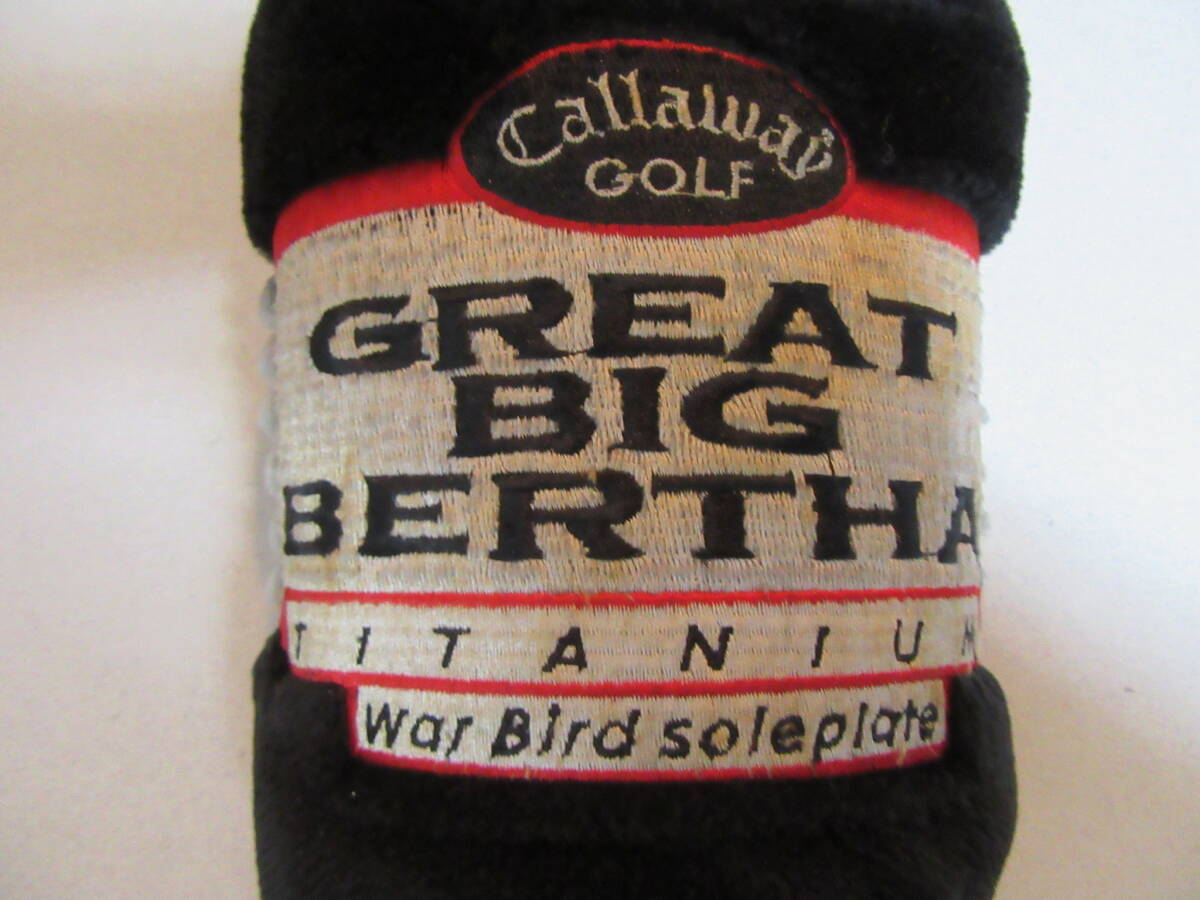 Callaway
GOLF
GREAT
BIG
BERTHA
TITANIUM
War Bird soleplate